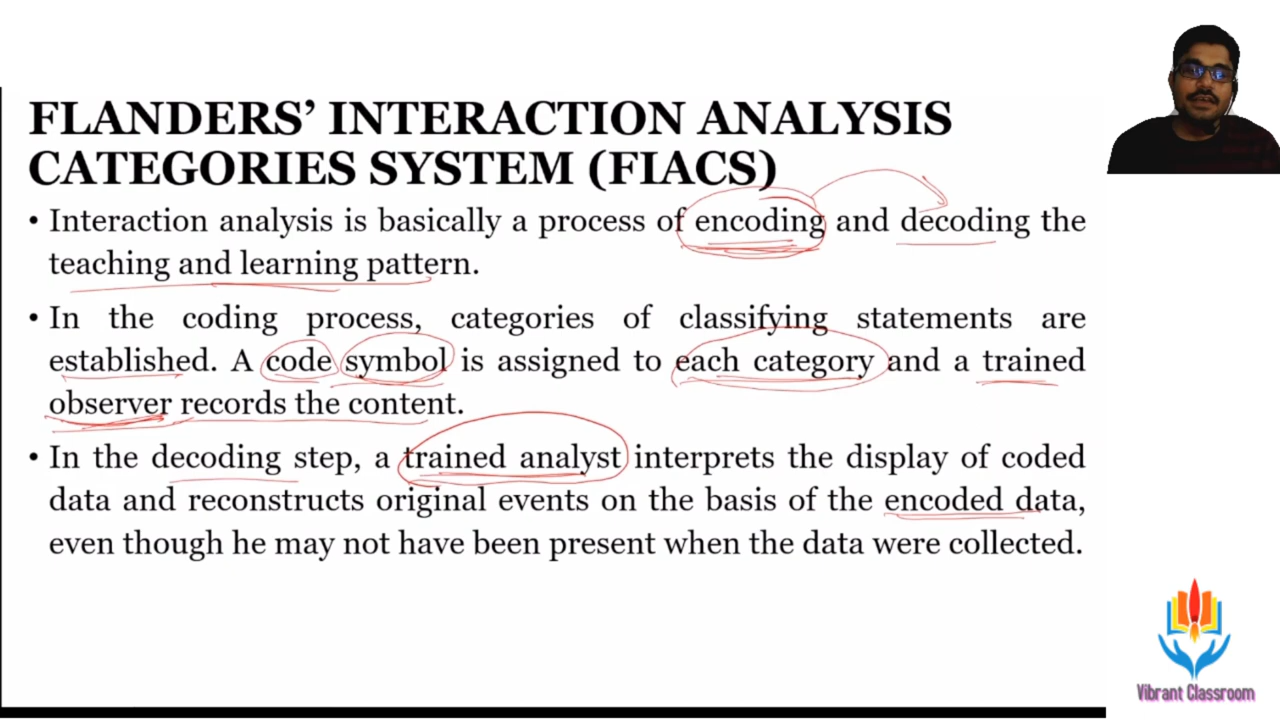 FLANDERS’ INTERACTION ANALYSIS
CATEGORIES SYSTEM (FIACS)
• Interaction analysis is basically a process of encoding and decoding the
teaching and learning pattern.
• In the coding process, categories of classifying statements are
established. A code symbol is assigned to each category and a trained
observer records the content.
• In the decoding step, a trained analyst interprets the display of coded
data and reconstructs original events on the basis of the encoded data,
even though he may not have been present when the data were collected.
Vibrant Classroom